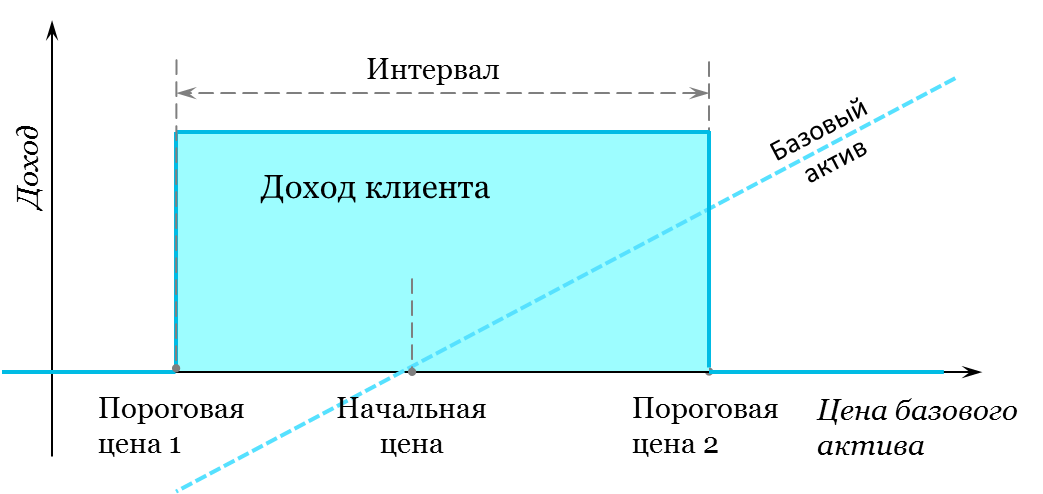 Интервал
Базовый
актив
Доход
Доход клиента
Пороговая
цена 1
Начальная
цена
Пороговая
цена 2
Цена базового
актива